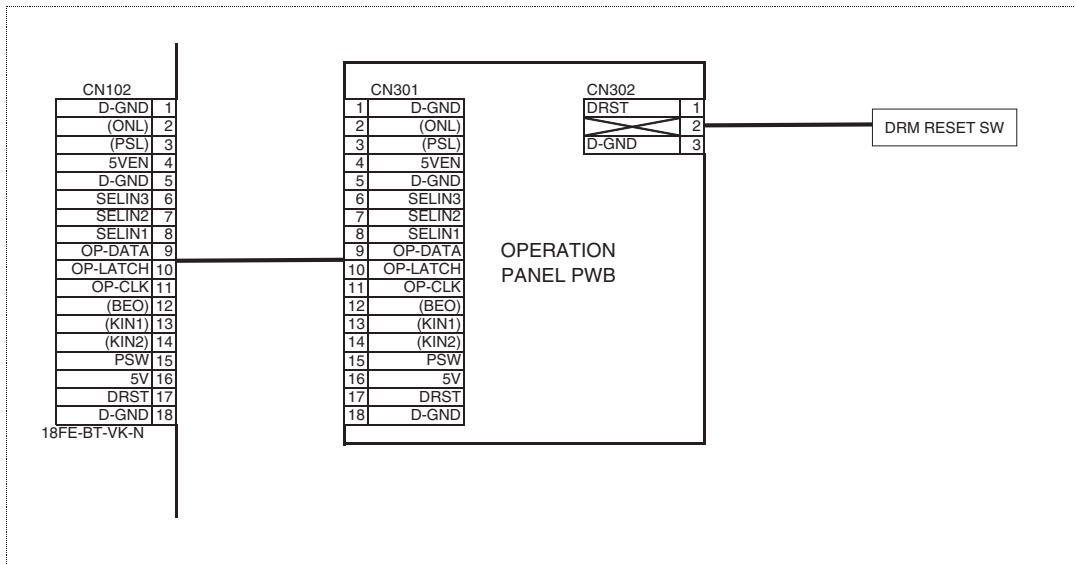 CN102
D-GND 1
(ONL) 2
(PSL) 3
5VEN 4
D-GND 5
SELIN3 6
SELIN2 7
SELIN1 8
OP-DATA 9
OP-LATCH 10
OP-CLK 11
(BEO) 12
(KIN1) 13
(KIN2) 14
PSW 15
5V 16
DRST 17
D-GND 18
18FE-BT-VK-N
CN301
1 D-GND
2 (ONL)
3 (PSL)
4 5VEN
5 D-GND
6 SELIN3
7 SELIN2
8 SELIN1
9 OP-DATA
10 OP-LATCH
11 OP-CLK
12 (BEO)
13 (KIN1)
14 (KIN2)
15 PSW
16 5V
17 DRST
18 D-GND
OPERATION
PANEL PWB
CN302
DRST 1
2
D-GND 3
DRM RESET SW